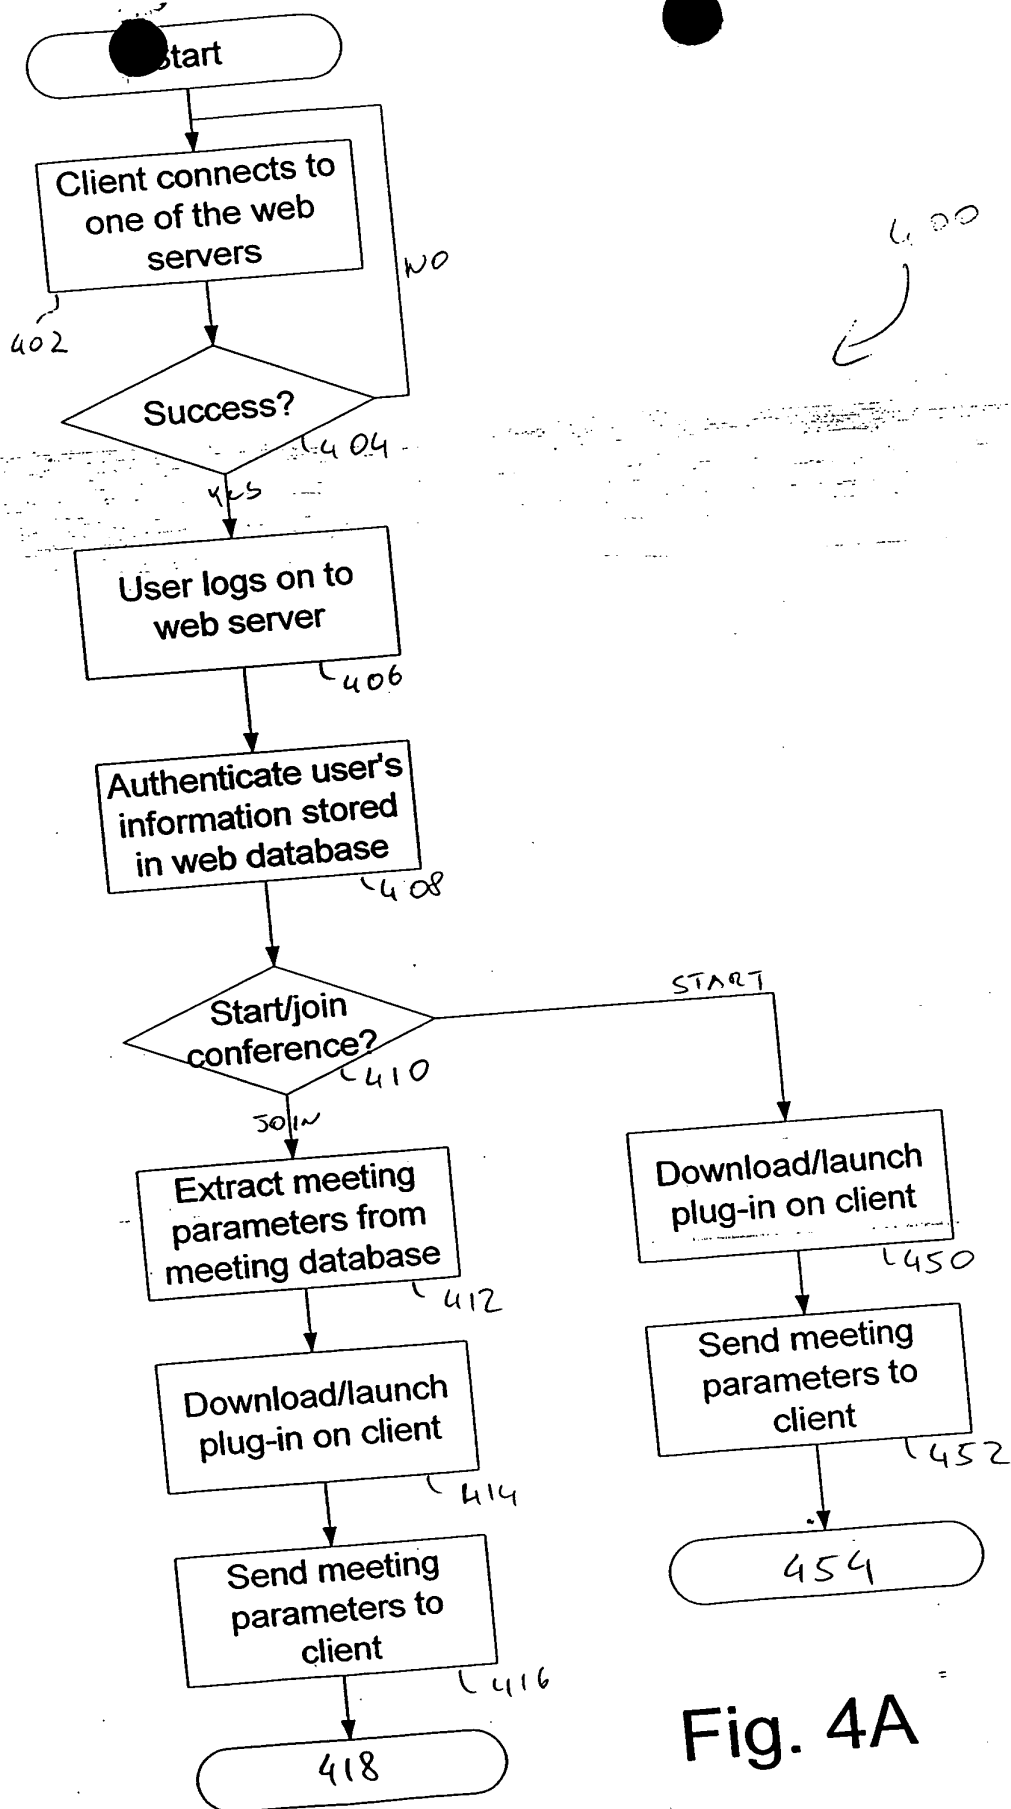 Start
Client connects to
one of the web
servers
NO
400
402
Success?
404
YES
User logs on to
web server
406
Authenticate user's
information stored
in web database
408
Start/join
conference?
410
START
JOIN
Extract meeting
parameters from
meeting database
412
Download/launch
plug-in on client
450
Download/launch
plug-in on client
414
Send meeting
parameters to
client
452
Send meeting
parameters to
client
416
454
418
Fig. 4A